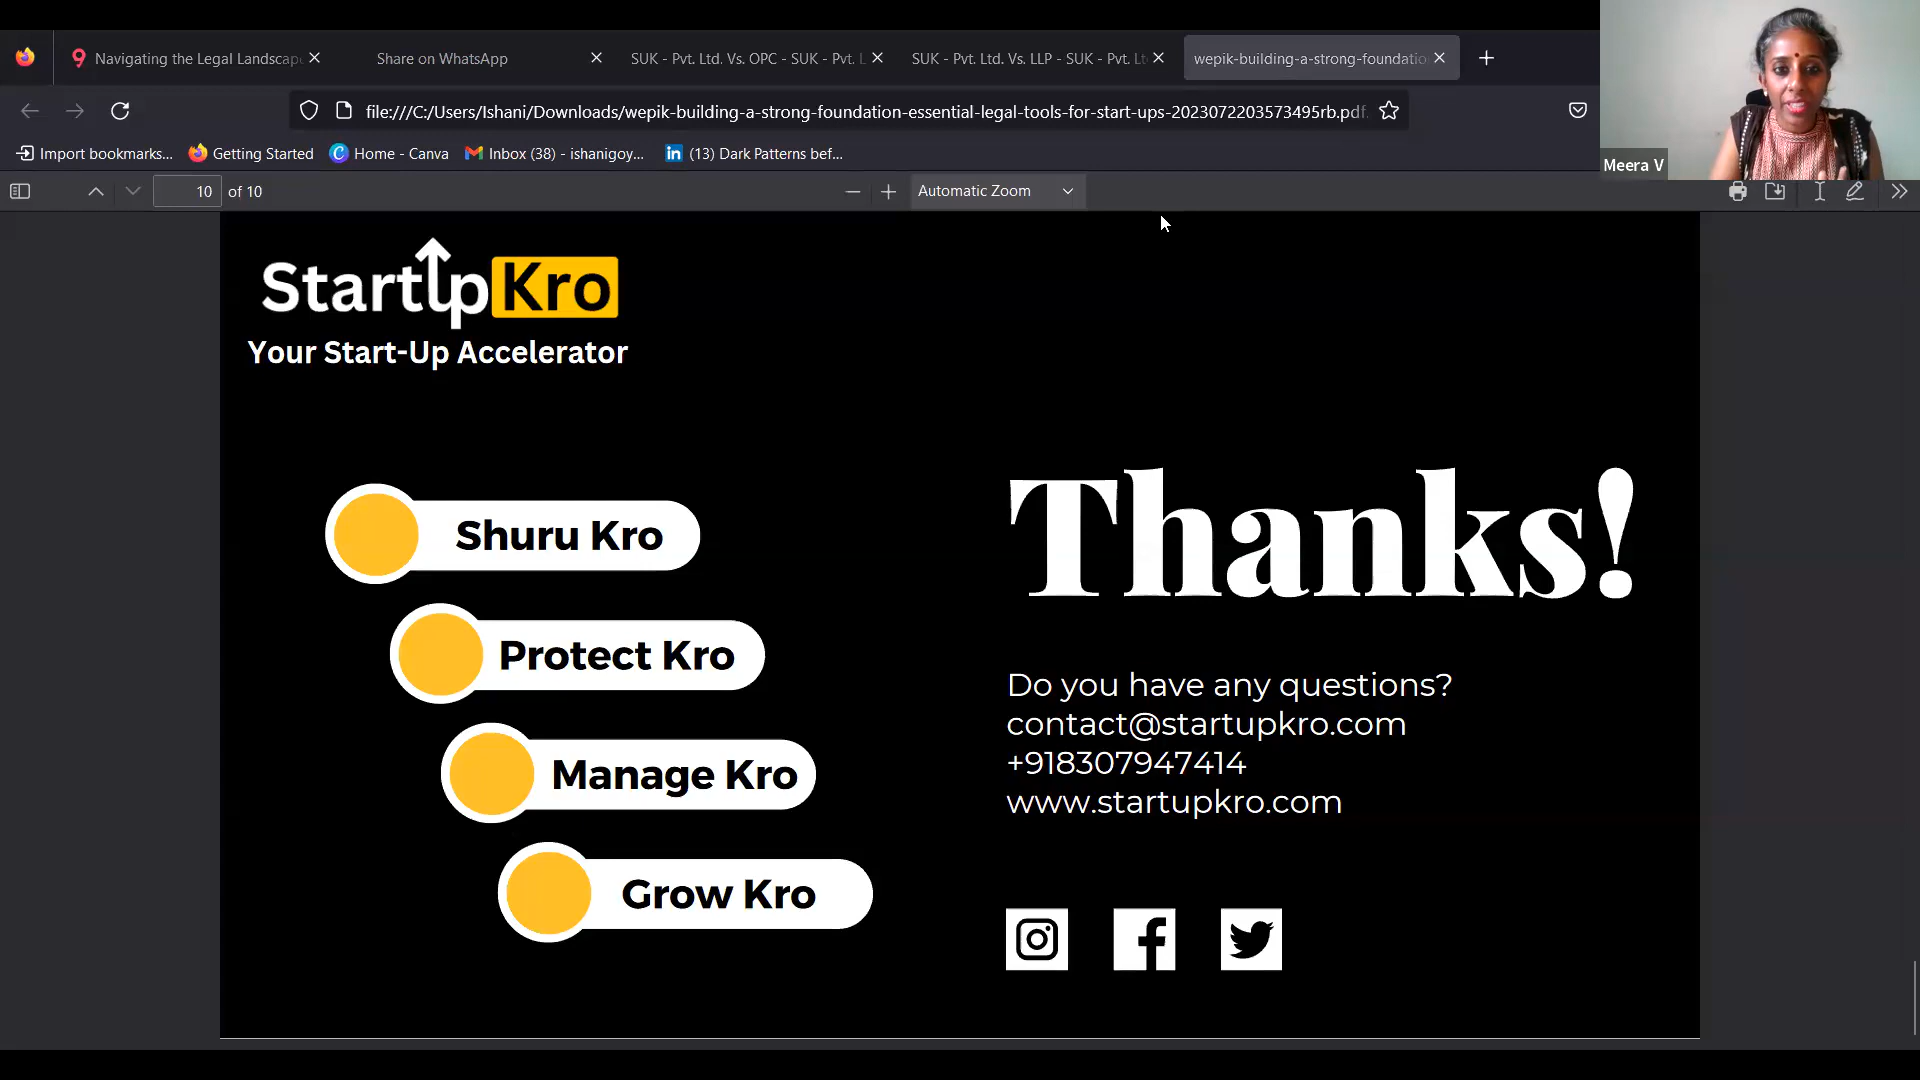 Navigating the Legal Landscap
Share on WhatsApp
SUK - Pvt. Ltd. Vs. OPC - SUK - Pvt. L
SUK - Pvt. Ltd. Vs. LLP - SUK - Pvt. Lt
wepik-building-a-strong-foundatio
file:///C:/Users/Ishani/Downloads/wepik-building-a-strong-foundation-essential-legal-tools-for-start-ups-2023072203573495rb.pdf
Import bookmarks...
Getting Started
Home - Canva
Inbox (38) - ishanigoy...
in (13) Dark Patterns bef...
Meera V
10 of 10
Automatic Zoom
StartUpKro
Your Start-Up Accelerator
Shuru Kro
Protect Kro
Manage Kro
Grow Kro
Thanks!
Do you have any questions?
contact@startupkro.com
+918307947414
www.startupkro.com